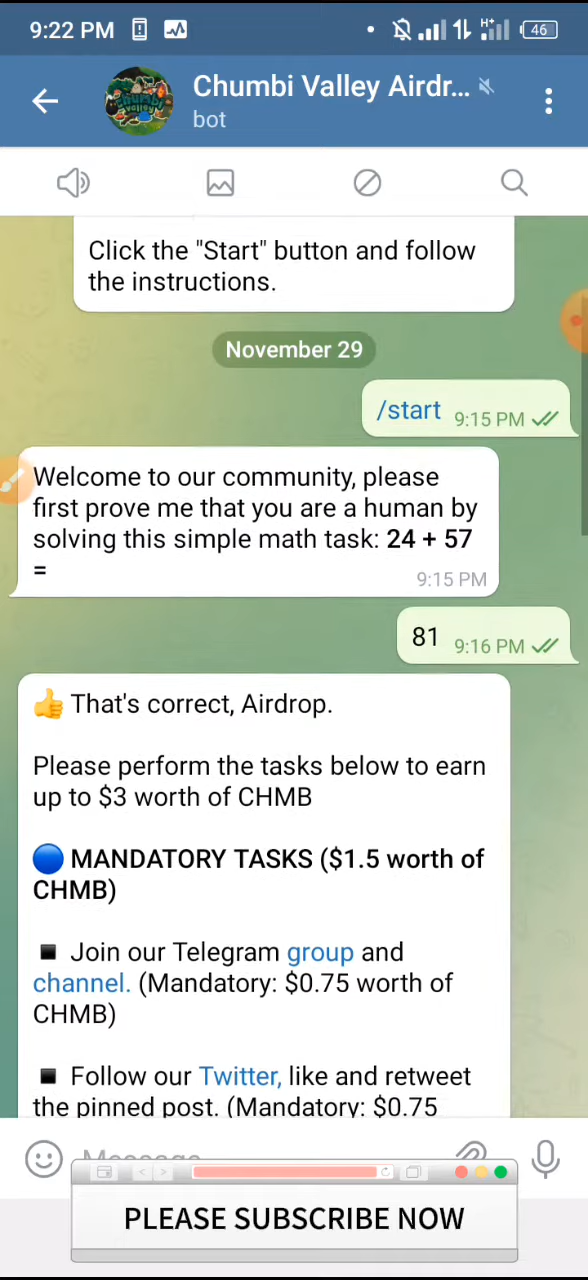 9:22 PM
H+
46
Chumbi Valley Airdr...
bot
Click the "Start" button and follow
the instructions.
November 29
/start 9:15 PM
Welcome to our community, please
first prove me that you are a human by
solving this simple math task: 24 + 57
=
9:15 PM
81 9:16 PM
👍 That's correct, Airdrop.
Please perform the tasks below to earn
up to $3 worth of CHMB
🔵 MANDATORY TASKS ($1.5 worth of
CHMB)
◾ Join our Telegram group and
channel. (Mandatory: $0.75 worth of
CHMB)
◾ Follow our Twitter, like and retweet
the pinned post. (Mandatory: $0.75
Message
PLEASE SUBSCRIBE NOW